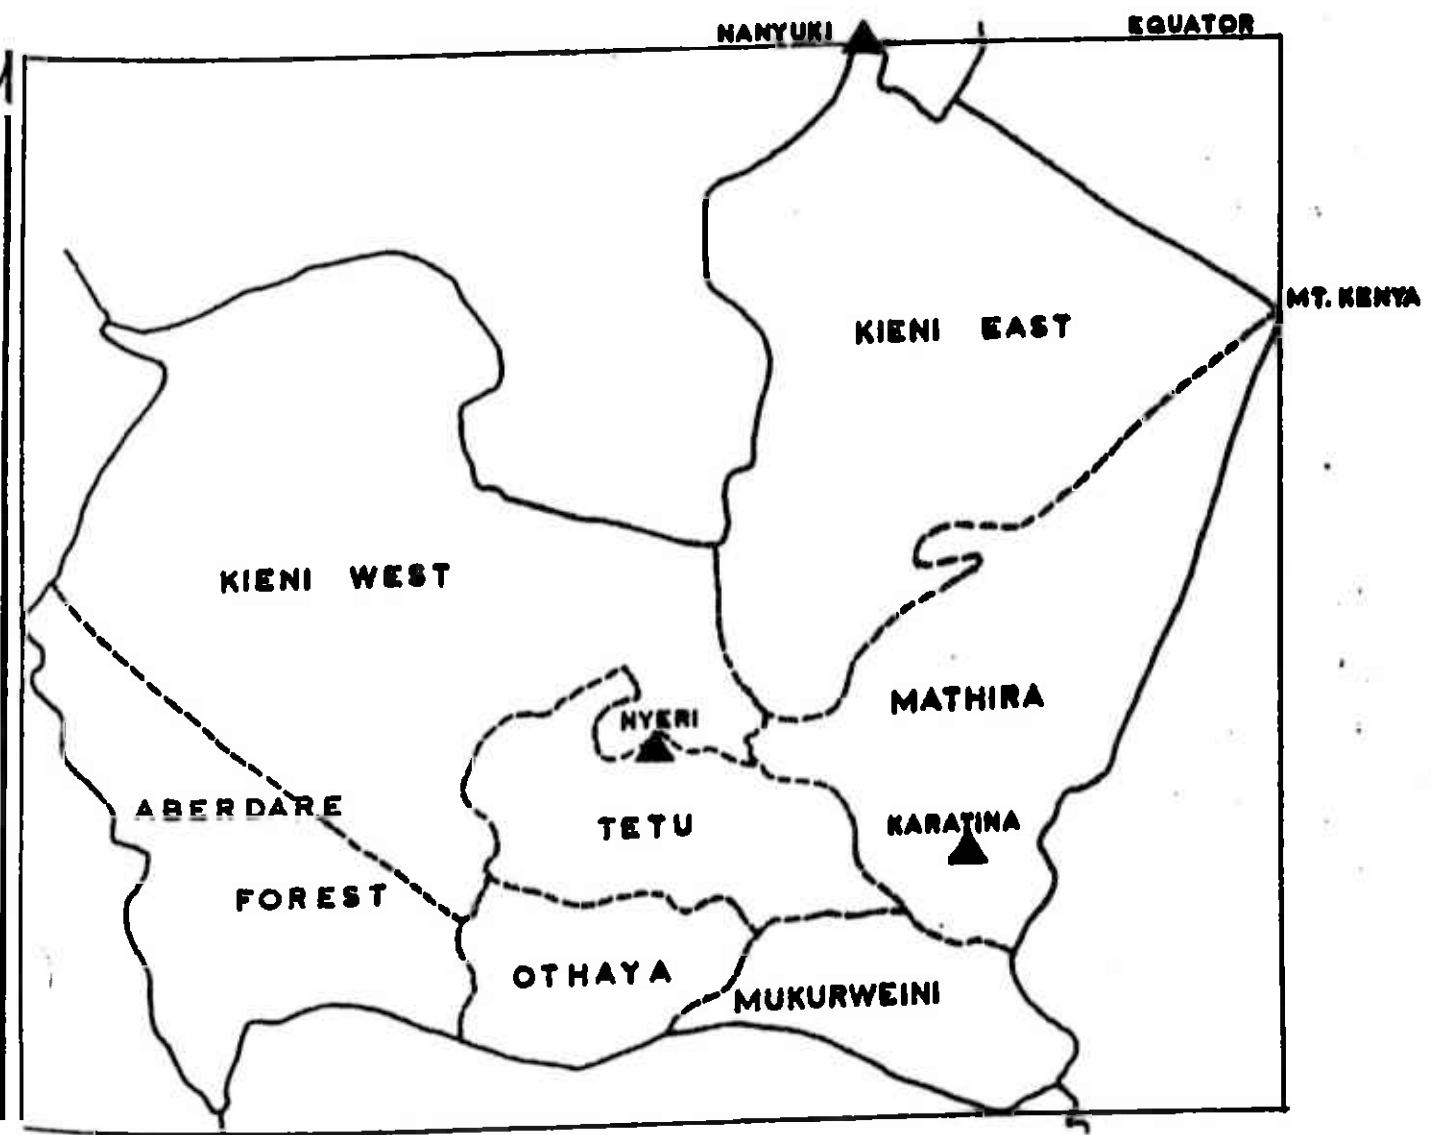 NANYUKI
EQUATOR
MT. KENYA
KIENI EAST
KIENI WEST
MATHIRA
NYERI
ABERDARE
FOREST
TETU
KARATINA
OTHAYA
MUKURWEINI